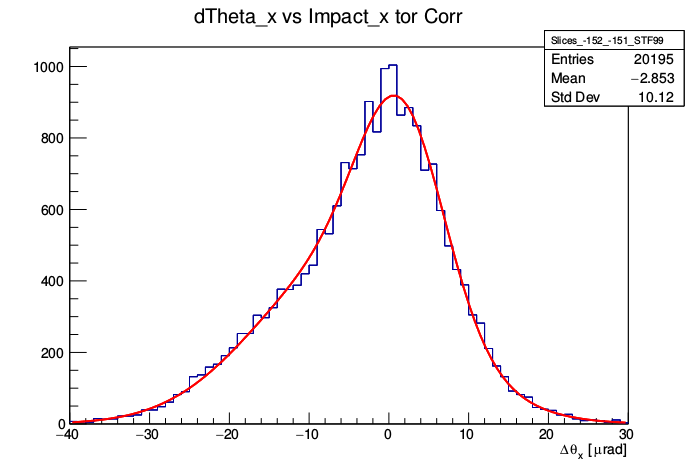 dTheta_x vs Impact_x tor Corr
Slices_-152_-151_STF99
Entries 20195
Mean −2.853
Std Dev 10.12
1000
800
600
400
200
0
−40 −30 −20 −10 0 10 20 30
Δθx [μrad]